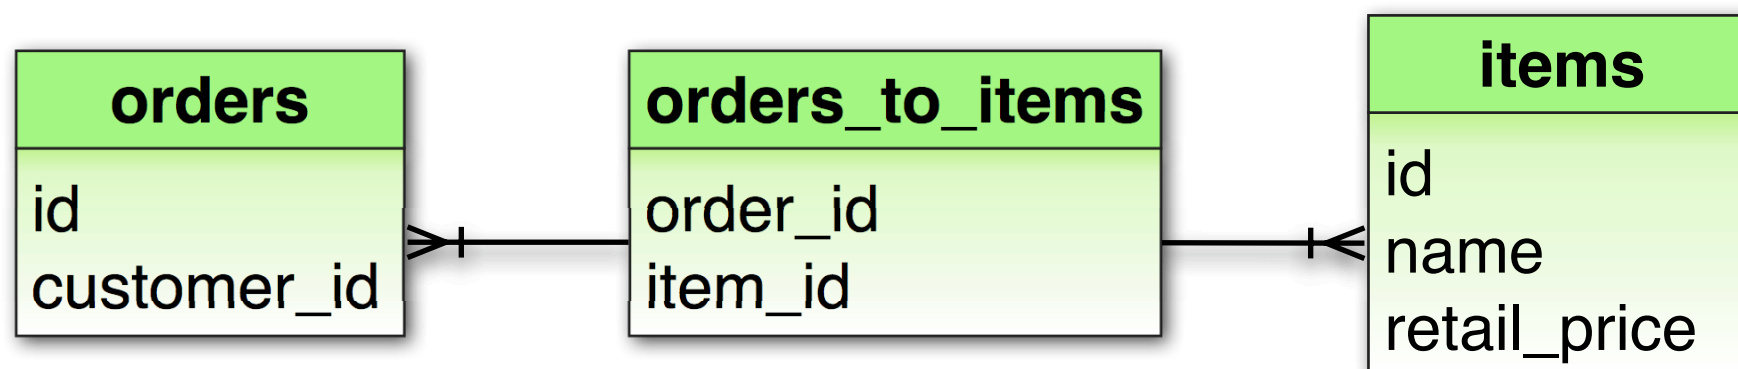 orders
id
customer_id
orders_to_items
order_id
item_id
items
id
name
retail_price